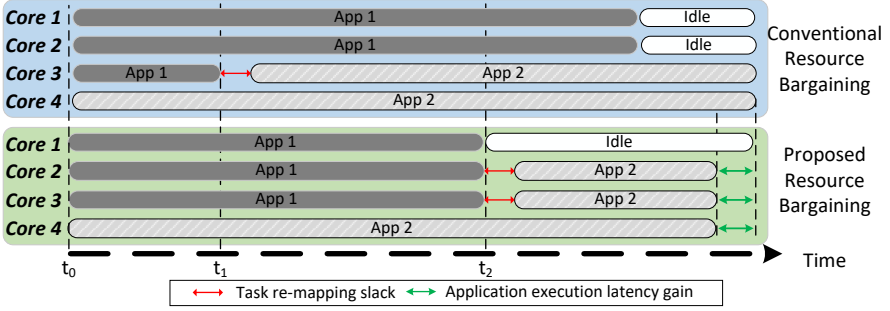 Core 1 App 1 Idle
Core 2 App 1 Idle
Core 3 App 1 App 2
Core 4 App 2
Conventional
Resource
Bargaining
Core 1 App 1 Idle
Core 2 App 1 App 2
Core 3 App 1 App 2
Core 4 App 2
Proposed
Resource
Bargaining
t0 t1 t2 Time
Task re-mapping slack Application execution latency gain